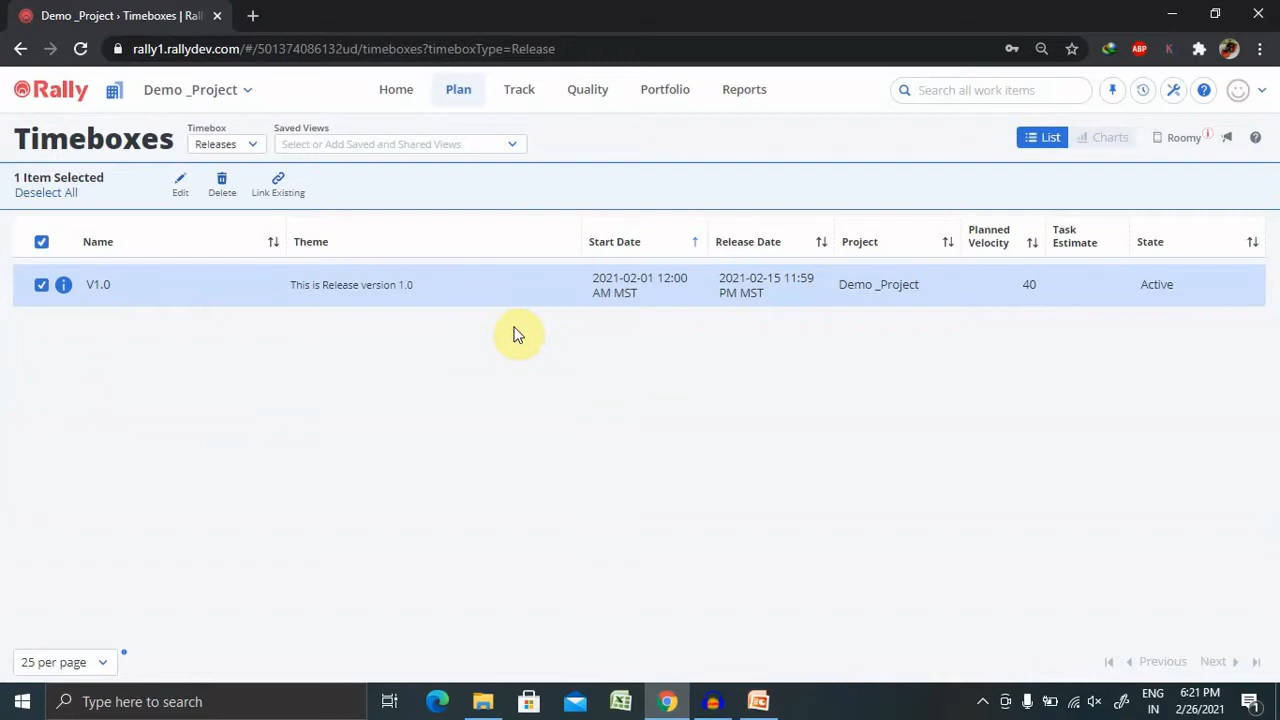 Demo _Project › Timeboxes | Rall
rally1.rallydev.com/#/501374086132ud/timeboxes?timeboxType=Release
ABP
K
Rally
Demo _Project
Home
Plan
Track
Quality
Portfolio
Reports
Search all work items
Timeboxes
Timebox
Releases
Saved Views
Select or Add Saved and Shared Views
List
Charts
Roomy
1 Item Selected
Deselect All
Edit
Delete
Link Existing
Name
Theme
Start Date
Release Date
Project
Planned
Velocity
Task
Estimate
State
V1.0
This is Release version 1.0
2021-02-01 12:00
AM MST
2021-02-15 11:59
PM MST
Demo _Project
40
Active
25 per page
Previous
Next
Type here to search
ENG
IN
6:21 PM
2/26/2021
1